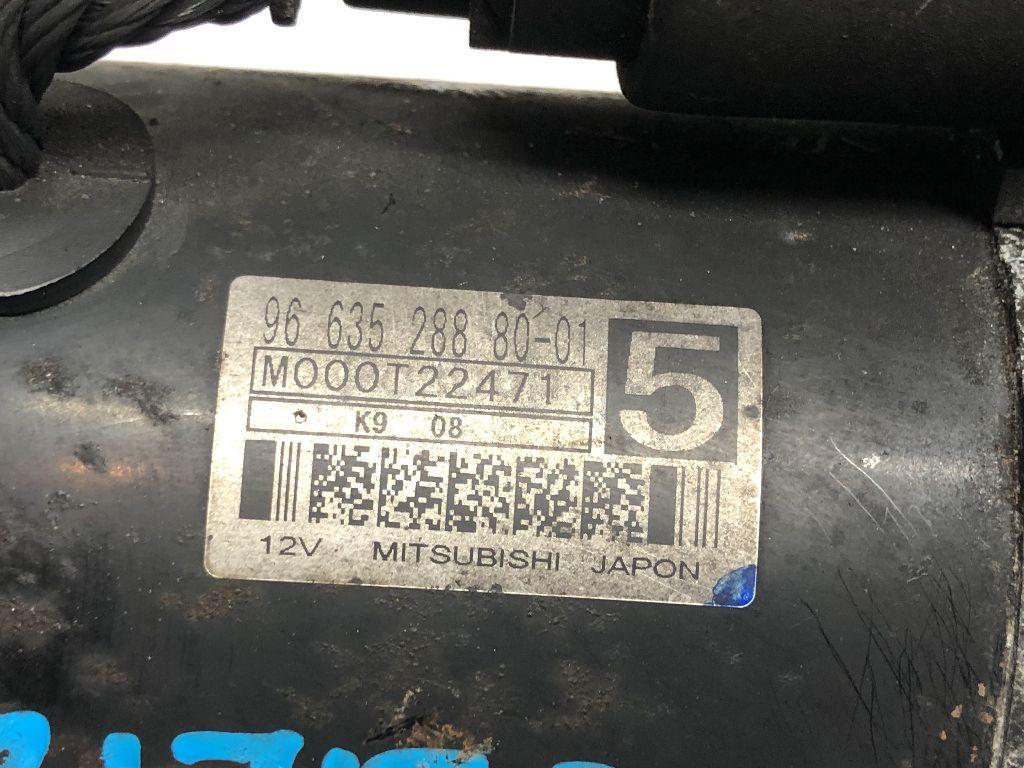 96 635 288 80-01
5
M000T22471
K9 08
12V MITSUBISHI JAPON